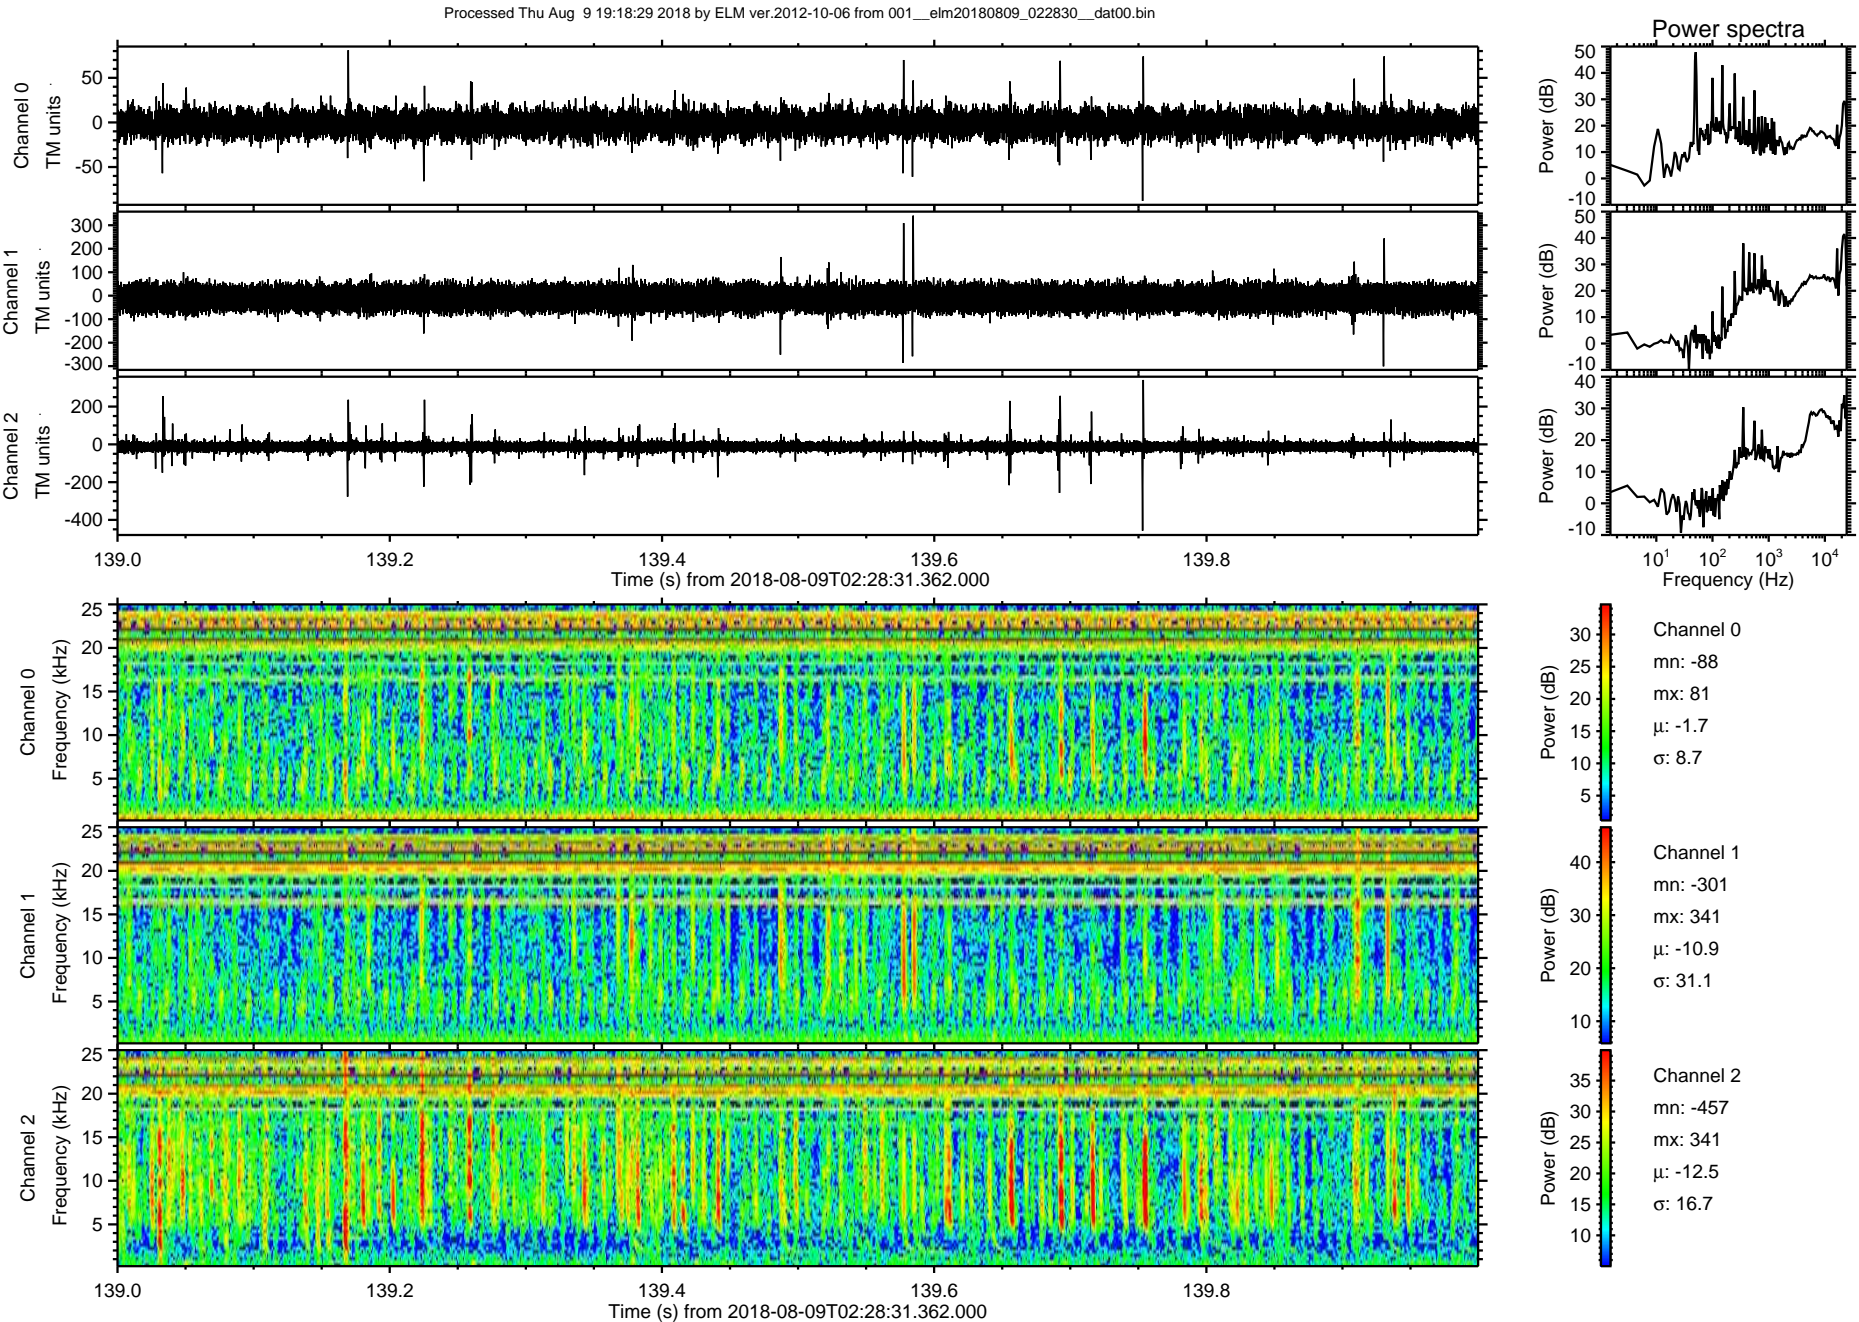 Processed Thu Aug  9 19:18:29 2018 by ELM ver.2012-10-06 from 001__elm20180809_022830__dat00.bin
Power spectra
Channel 0
TM units
50
0
-50
Power (dB)
50
40
30
20
10
0
-10
Channel 1
TM units
300
200
100
0
-100
-200
-300
Power (dB)
50
40
30
20
10
0
-10
Channel 2
TM units
200
0
-200
-400
Power (dB)
40
30
20
10
0
-10
139.0 139.2 139.4 139.6 139.8
Time (s) from 2018-08-09T02:28:31.362.000
10¹ 10² 10³ 10⁴
Frequency (Hz)
Channel 0
Frequency (kHz)
25
20
15
10
5
Power (dB)
30
25
20
15
10
5
Channel 0
mn: -88
mx: 81
μ: -1.7
σ: 8.7
Channel 1
Frequency (kHz)
25
20
15
10
5
Power (dB)
40
30
20
10
Channel 1
mn: -301
mx: 341
μ: -10.9
σ: 31.1
Channel 2
Frequency (kHz)
25
20
15
10
5
Power (dB)
35
30
25
20
15
10
Channel 2
mn: -457
mx: 341
μ: -12.5
σ: 16.7
139.0 139.2 139.4 139.6 139.8
Time (s) from 2018-08-09T02:28:31.362.000